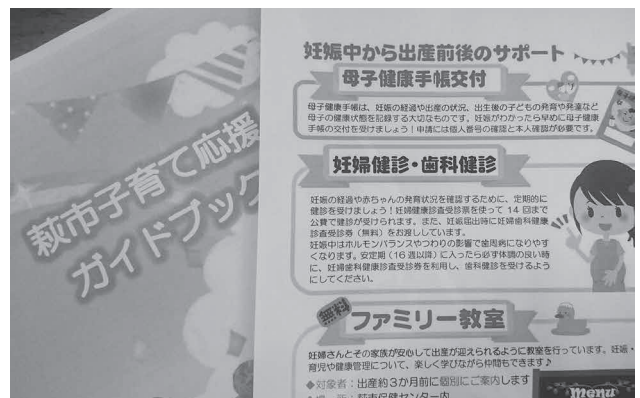 萩市子育て応援
ガイドブック
妊娠中から出産前後のサポート
母子健康手帳交付
母子健康手帳は、妊娠の経過や出産の状況、出生後の子どもの発育や発達など
母子の健康状態を記録する大切なものです。妊娠がわかったら早めに母子健康
手帳の交付を受けましょう！申請には個人番号の確認と本人確認が必要です。
妊婦健診・歯科健診
妊娠の経過や赤ちゃんの発育状況を確認するために、定期的に
健診を受けましょう！妊婦健康診査受診票を使って 14 回まで
公費で健診が受けられます。また、妊娠届出時に妊婦歯科健康
診査受診券（無料）をお渡ししています。
妊娠中はホルモンバランスやつわりの影響で歯周病になりやす
くなります。安定期（16 週以降）に入ったら必ず体調の良い時
に、妊婦歯科健康診査受診券を利用し、歯科健診を受けるよう
にしてください。
無料
ファミリー教室
妊婦さんとその家族が安心して出産が迎えられるように教室を行っています。妊娠・
育児や健康管理について、楽しく学びながら仲間もできます♪
◆対象者：出産約3か月前に個別にご案内します
萩市保健センター内
Menu